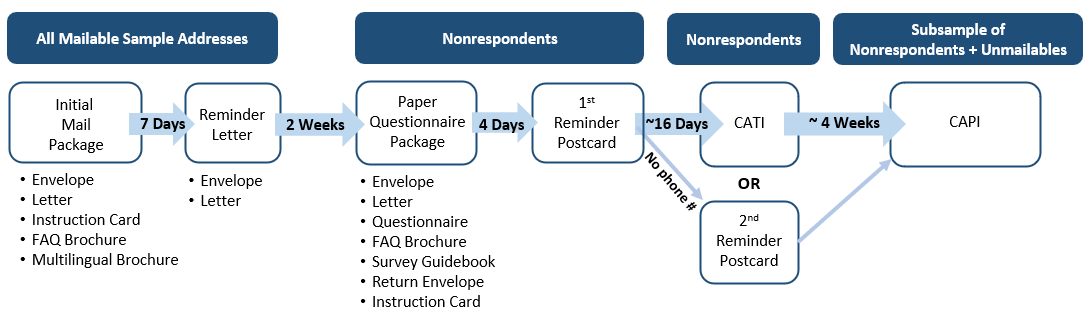 All Mailable Sample Addresses
Nonrespondents
Nonrespondents
Subsample of
Nonrespondents + Unmailables
Initial
Mail
Package
7 Days
Reminder
Letter
2 Weeks
Paper
Questionnaire
Package
4 Days
1st
Reminder
Postcard
~16 Days
CATI
~ 4 Weeks
CAPI
No phone #
OR
2nd
Reminder
Postcard
• Envelope
• Letter
• Instruction Card
• FAQ Brochure
• Multilingual Brochure
• Envelope
• Letter
• Envelope
• Letter
• Questionnaire
• FAQ Brochure
• Survey Guidebook
• Return Envelope
• Instruction Card